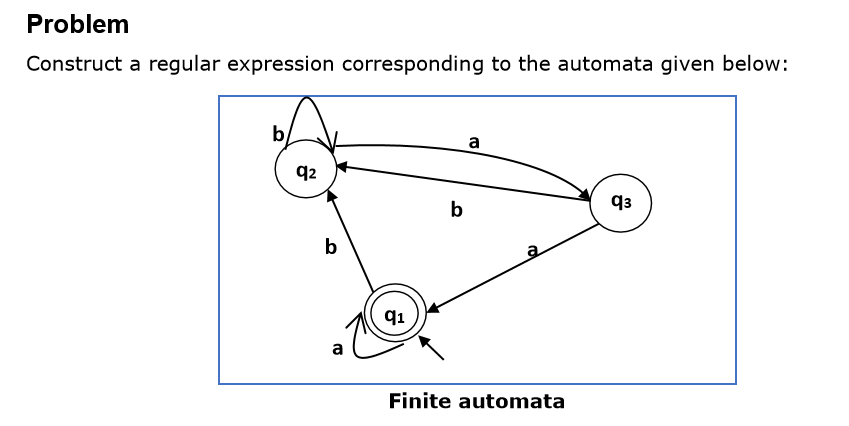 Problem
Construct a regular expression corresponding to the automata given below:
b
a
q2
q3
b
b
a
q1
a
Finite automata